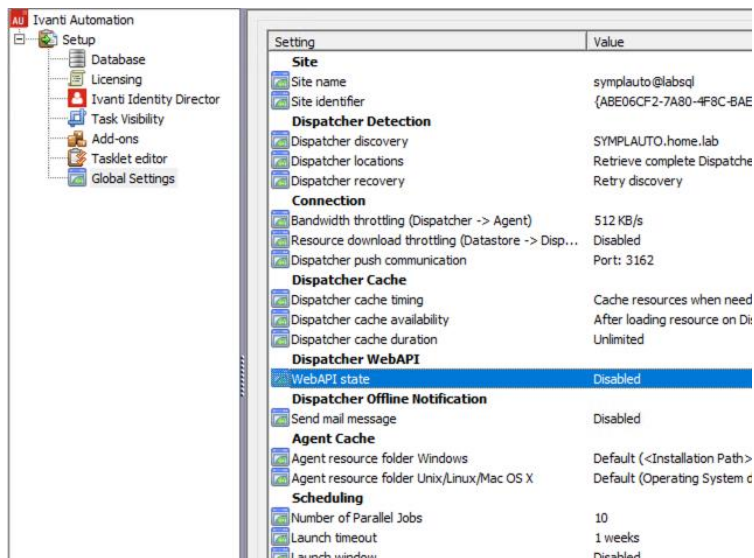 Ivanti Automation
Setup
Database
Licensing
Ivanti Identity Director
Task Visibility
Add-ons
Tasklet editor
Global Settings
Setting Value
Site
Site name symplauto@labsql
Site identifier {ABE06CF2-7A80-4F8C-BAE
Dispatcher Detection
Dispatcher discovery SYMPLAUTO.home.lab
Dispatcher locations Retrieve complete Dispatche
Dispatcher recovery Retry discovery
Connection
Bandwidth throttling (Dispatcher -> Agent) 512 KB/s
Resource download throttling (Datastore -> Disp... Disabled
Dispatcher push communication Port: 3162
Dispatcher Cache
Dispatcher cache timing Cache resources when need
Dispatcher cache availability After loading resource on Dis
Dispatcher cache duration Unlimited
Dispatcher WebAPI
WebAPI state Disabled
Dispatcher Offline Notification
Send mail message Disabled
Agent Cache
Agent resource folder Windows Default (<Installation Path>
Agent resource folder Unix/Linux/Mac OS X Default (Operating System d
Scheduling
Number of Parallel Jobs 10
Launch timeout 1 weeks
Launch window Disabled